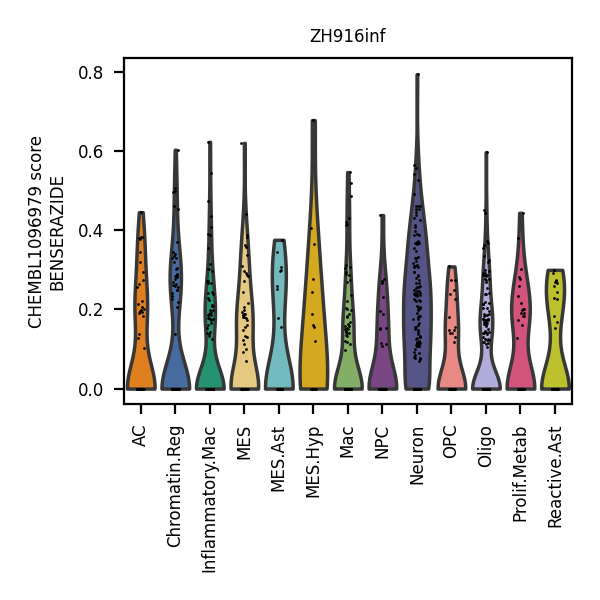 ZH916inf
CHEMBL1096979 score
BENSERAZIDE
0.8
0.6
0.4
0.2
0.0
AC
Chromatin.Reg
Inflammatory.Mac
MES
MES.Ast
MES.Hyp
Mac
NPC
Neuron
OPC
Oligo
Prolif.Metab
Reactive.Ast